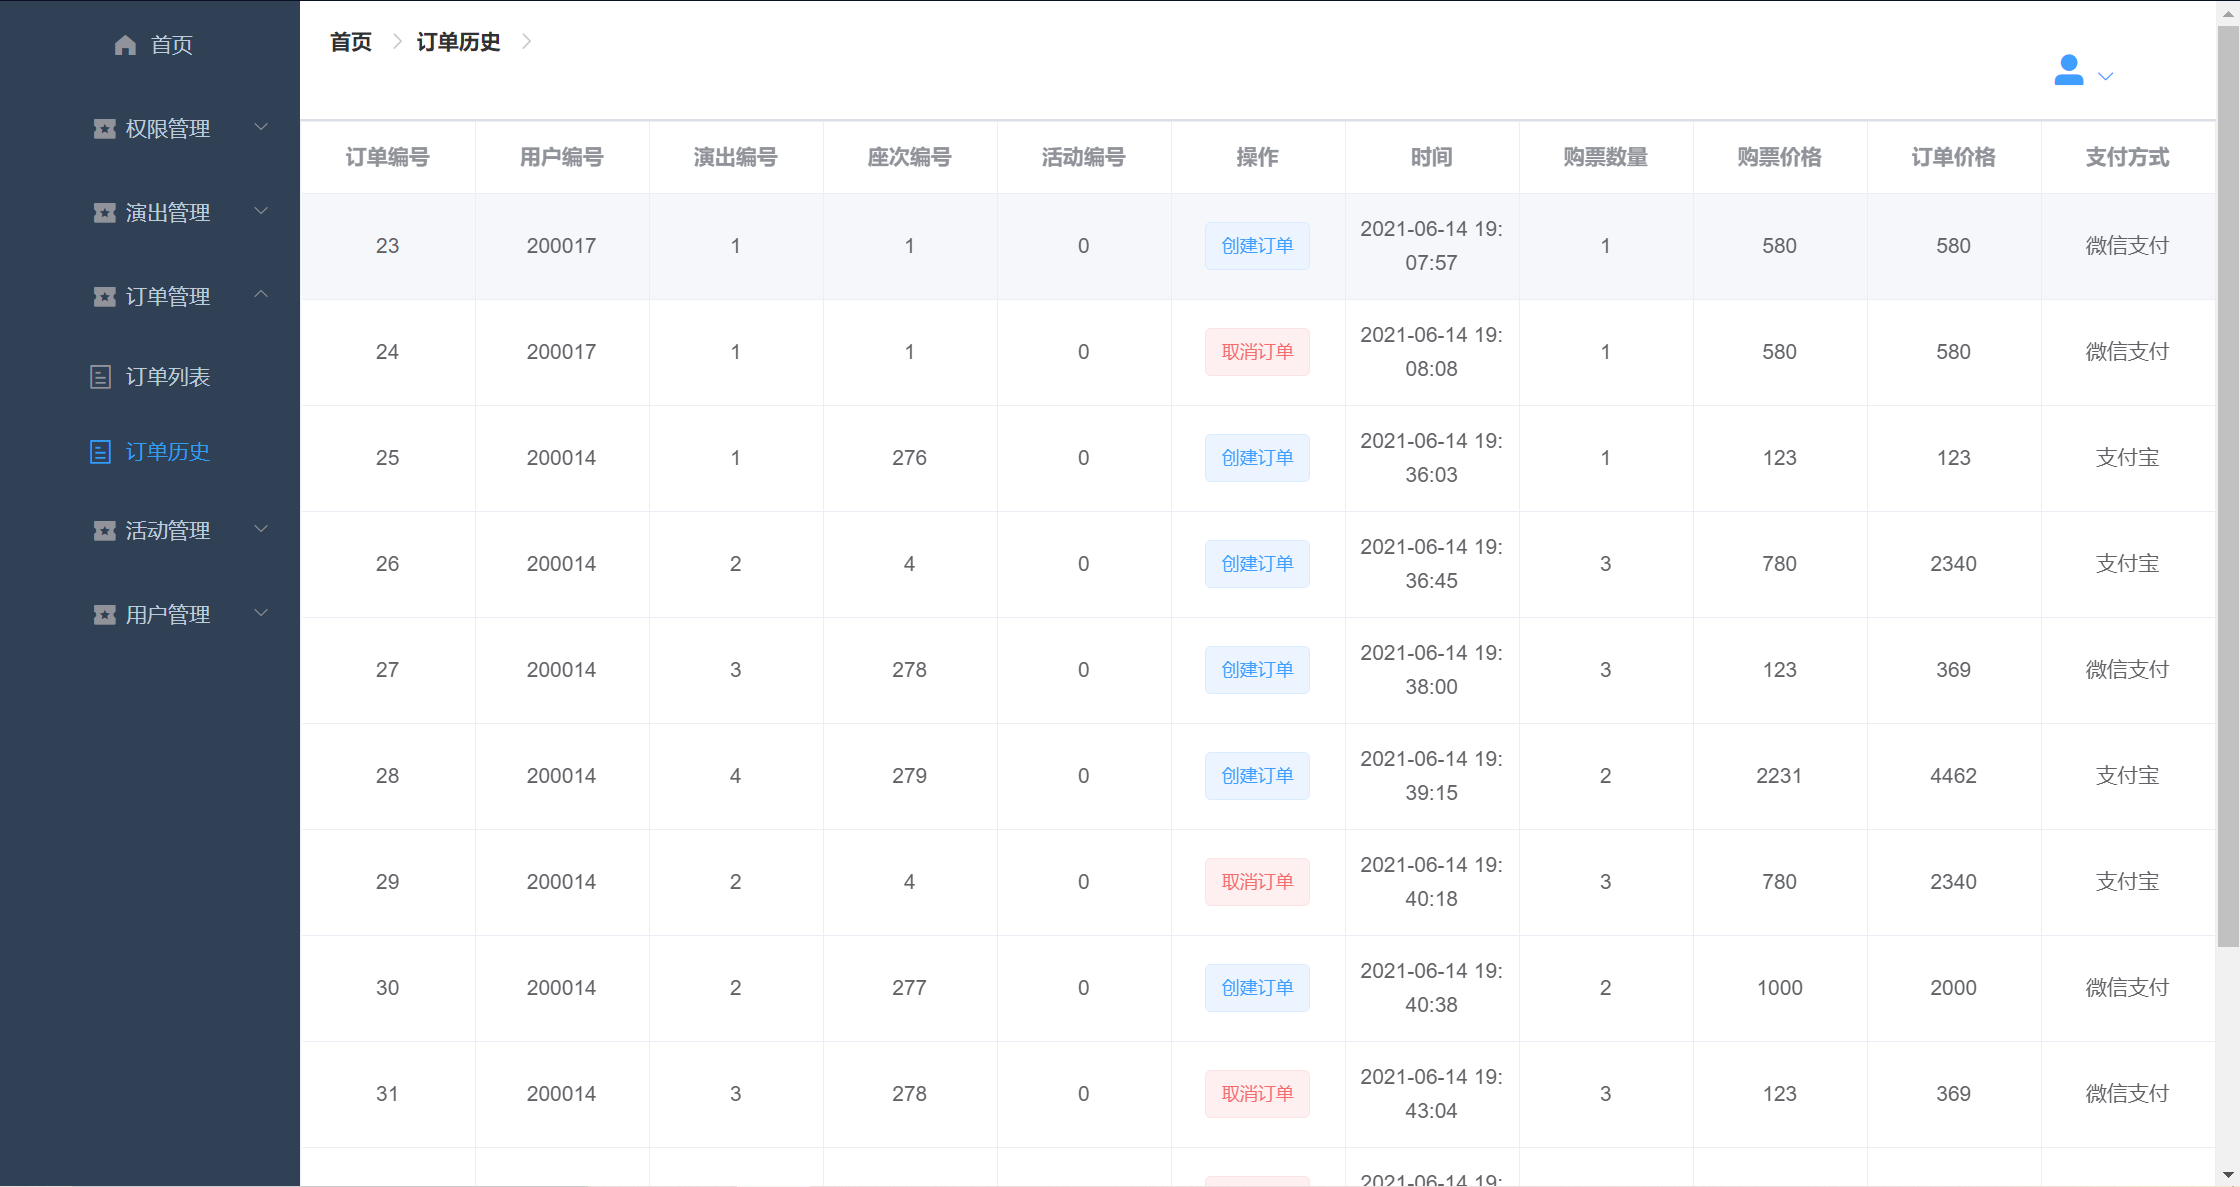 首页
权限管理
演出管理
订单管理
订单列表
订单历史
活动管理
用户管理
首页 订单历史
订单编号 用户编号 演出编号 座次编号 活动编号 操作 时间 购票数量 购票价格 订单价格 支付方式
23 200017 1 1 0 创建订单 2021-06-14 19:07:57 1 580 580 微信支付
24 200017 1 1 0 取消订单 2021-06-14 19:08:08 1 580 580 微信支付
25 200014 1 276 0 创建订单 2021-06-14 19:36:03 1 123 123 支付宝
26 200014 2 4 0 创建订单 2021-06-14 19:36:45 3 780 2340 支付宝
27 200014 3 278 0 创建订单 2021-06-14 19:38:00 3 123 369 微信支付
28 200014 4 279 0 创建订单 2021-06-14 19:39:15 2 2231 4462 支付宝
29 200014 2 4 0 取消订单 2021-06-14 19:40:18 3 780 2340 支付宝
30 200014 2 277 0 创建订单 2021-06-14 19:40:38 2 1000 2000 微信支付
31 200014 3 278 0 取消订单 2021-06-14 19:43:04 3 123 369 微信支付
2021-06-14 19: